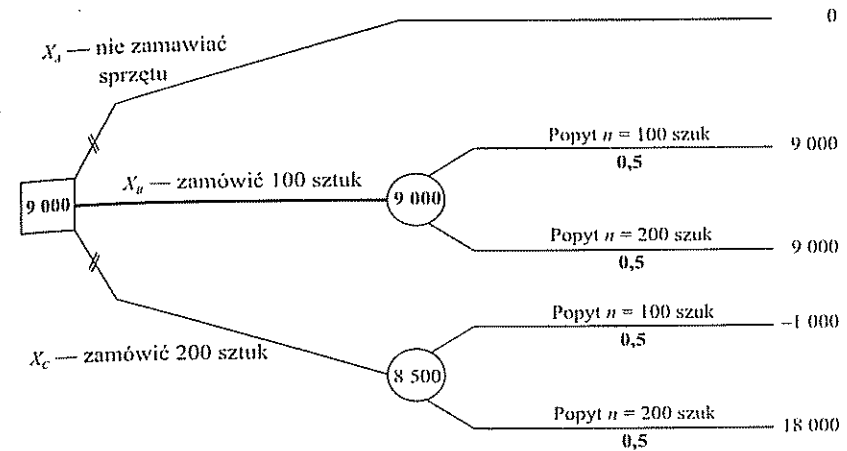 0
X_A — nie zamawiać
sprzętu
Popyt n = 100 szuk
9 000
0,5
X_B — zamówić 100 sztuk
9 000
9 000
Popyt n = 200 szuk
9 000
0,5
Popyt n = 100 szuk
–1 000
0,5
X_C — zamówić 200 sztuk
8 500
Popyt n = 200 szuk
18 000
0,5